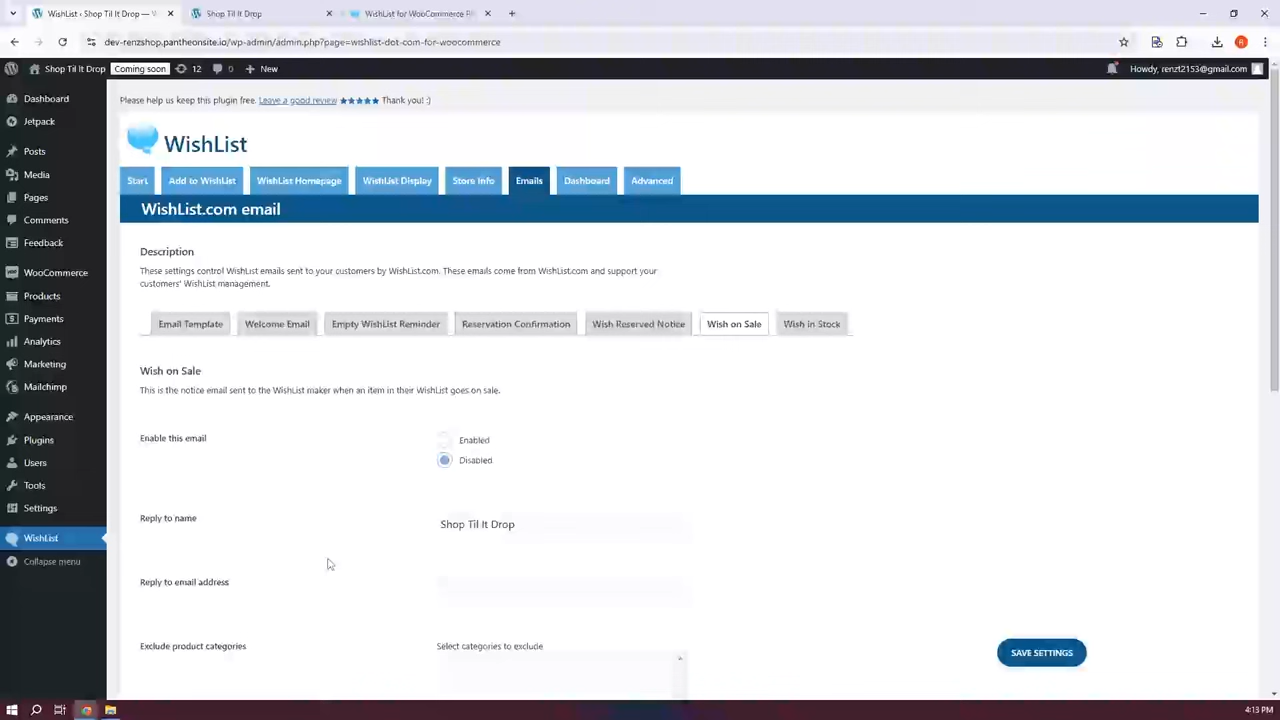 WishList ‹ Shop Til It Drop — W
Shop Til It Drop
WishList for WooCommerce Pl
dev-renzshop.pantheonsite.io/wp-admin/admin.php?page=wishlist-dot-com-for-woocommerce
Shop Til It Drop
Coming soon
12
0
New
Howdy, renzt2153@gmail.com
Dashboard
Jetpack
Posts
Media
Pages
Comments
Feedback
WooCommerce
Products
Payments
Analytics
Marketing
Mailchimp
Appearance
Plugins
Users
Tools
Settings
WishList
Collapse menu
Please help us keep this plugin free. Leave a good review ★★★★★ Thank you! :)
WishList
Start
Add to WishList
WishList Homepage
WishList Display
Store Info
Emails
Dashboard
Advanced
WishList.com email
Description
These settings control WishList emails sent to your customers by WishList.com. These emails come from WishList.com and support your
customers' WishList management.
Email Template
Welcome Email
Empty WishList Reminder
Reservation Confirmation
Wish Reserved Notice
Wish on Sale
Wish in Stock
Wish on Sale
This is the notice email sent to the WishList maker when an item in their WishList goes on sale.
Enable this email
Enabled
Disabled
Reply to name
Shop Til It Drop
Reply to email address
Exclude product categories
Select categories to exclude
SAVE SETTINGS
4:13 PM